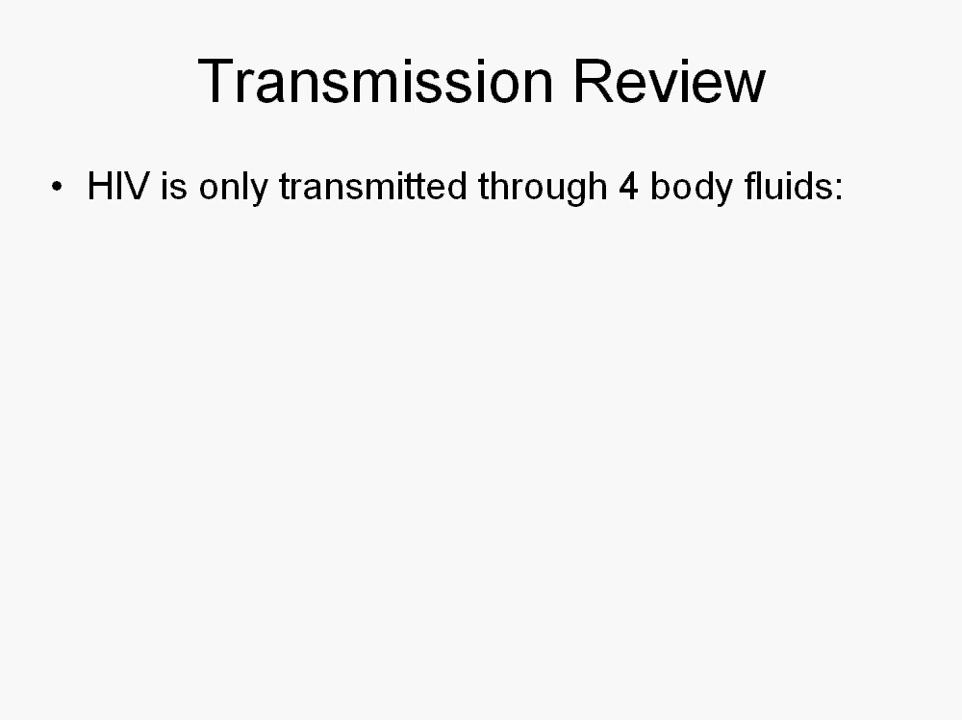 Transmission Review
• HIV is only transmitted through 4 body fluids: